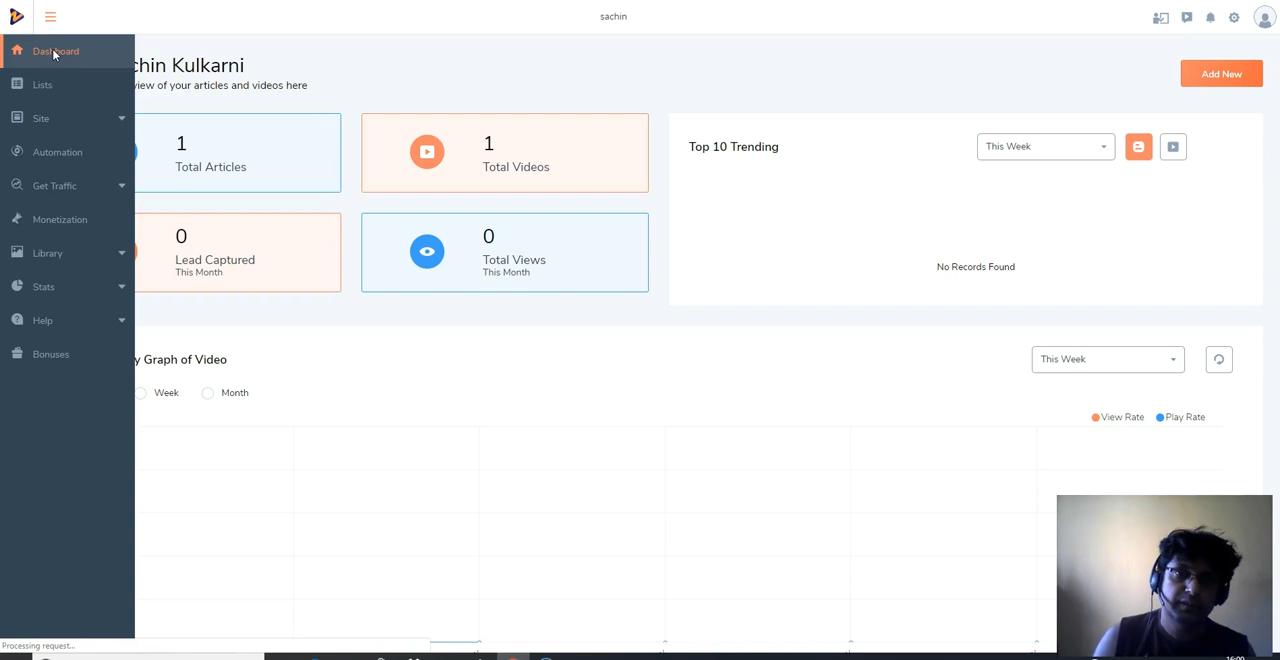 sachin
Dashboard
Lists
Site
Automation
Get Traffic
Monetization
Library
Stats
Help
Bonuses
chin Kulkarni
view of your articles and videos here
Add New
1
Total Articles
1
Total Videos
0
Lead Captured
This Month
0
Total Views
This Month
Top 10 Trending
This Week
No Records Found
y Graph of Video
This Week
Week
Month
View Rate
Play Rate
Processing request...
16:00